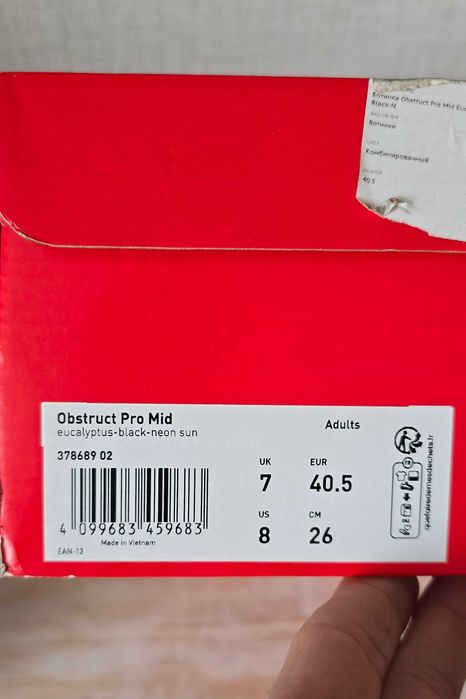 Ботинки Obstruct Pro Mid
Black-N
Ботинки
ЦВЕТ
Комбинированный
40.5
Obstruct Pro Mid
eucalyptus-black-neon sun
Adults
378689 02
UK
EUR
7
40.5
US
CM
8
26
4 099683 459683
Made in Vietnam
EAN-13
quefairedemesdechets.fr